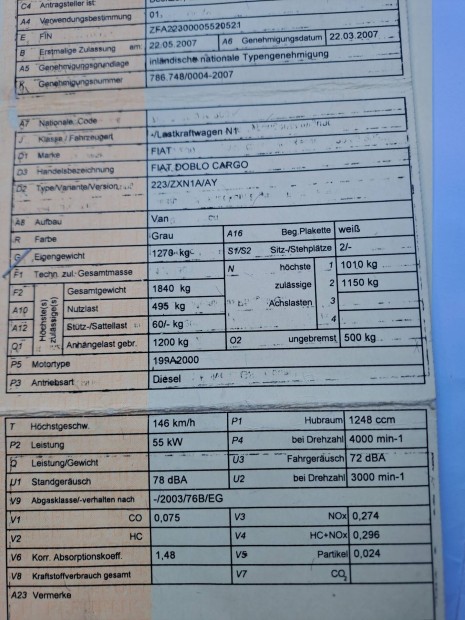 C4 Antragsteller ist:
A4 Verwendungsbestimmung 01,
E FIN ZFA22300005520521
B Erstmalige Zulassung am: 22.05.2007 A6 Genehmigungsdatum 22.03.2007
A5 Genehmigungsgrundlage inländische nationale Typengenehmigung
K Genehmigungsnummer 786.748/0004-2007
A7 Nationale Code
J Klasse / Fahrzeugart -/Lastkraftwagen N1
D1 Marke FIAT
D3 Handelsbezeichnung FIAT DOBLO CARGO
D2 Type/Variante/Version 223/ZXN1A/AY
A8 Aufbau Van
R Farbe Grau A16 Beg.Plakette weiß
G Eigengewicht 1270 kg S1/S2 Sitz-/Stehplätze 2/-
F1 Techn. zul. Gesamtmasse N höchste zulässige Achslasten 1 1010 kg
F2 Höchste(s) zulässige(s) Gesamtgewicht 1840 kg 2 1150 kg
A10 Nutzlast 495 kg 3
A12 Stütz-/Sattellast 60/- kg 4
O1 Anhängelast gebr. 1200 kg O2 ungebremst 500 kg
P5 Motortype 199A2000
P3 Antriebsart Diesel
T Höchstgeschw. 146 km/h P1 Hubraum 1248 ccm
P2 Leistung 55 kW P4 bei Drehzahl 4000 min-1
Q Leistung/Gewicht U3 Fahrgeräusch 72 dBA
U1 Standgeräusch 78 dBA U2 bei Drehzahl 3000 min-1
V9 Abgasklasse/-verhalten nach -/2003/76B/EG
V1 CO 0,075 V3 NOx 0,274
V2 HC V4 HC+NOx 0,296
V6 Korr. Absorptionskoeff. 1,48 V5 Partikel 0,024
V8 Kraftstoffverbrauch gesamt V7 CO₂
A23 Vermerke